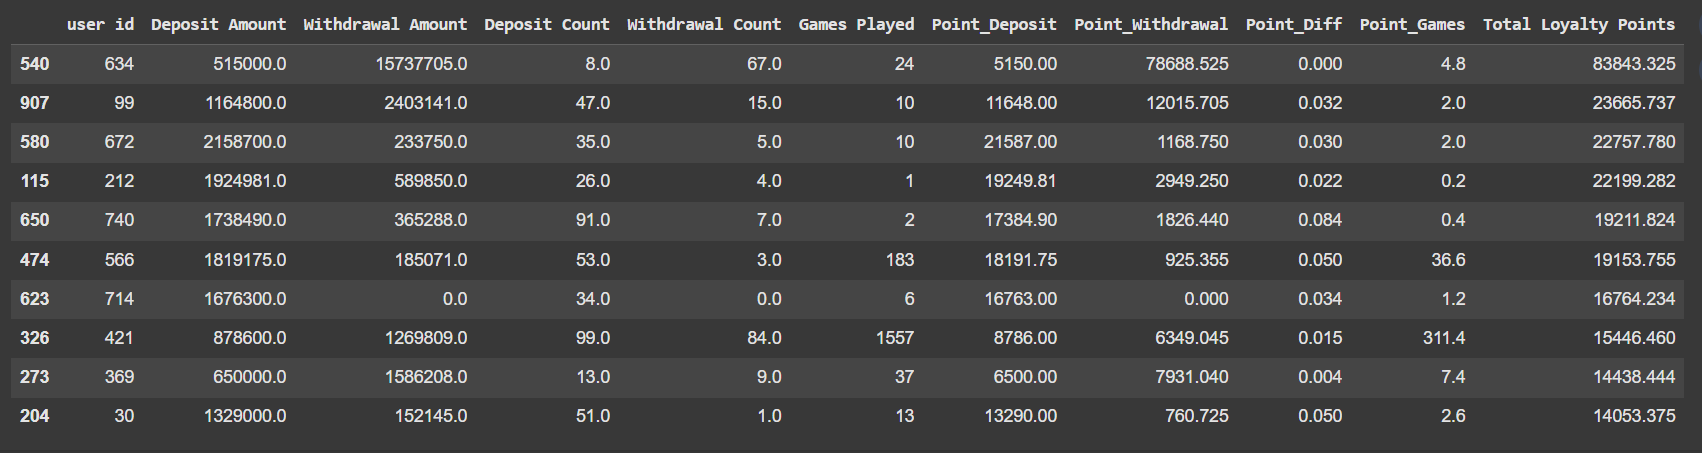 user id Deposit Amount Withdrawal Amount Deposit Count Withdrawal Count Games Played Point_Deposit Point_Withdrawal Point_Diff Point_Games Total Loyalty Points
540 634 515000.0 15737705.0 8.0 67.0 24 5150.00 78688.525 0.000 4.8 83843.325
907 99 1164800.0 2403141.0 47.0 15.0 10 11648.00 12015.705 0.032 2.0 23665.737
580 672 2158700.0 233750.0 35.0 5.0 10 21587.00 1168.750 0.030 2.0 22757.780
115 212 1924981.0 589850.0 26.0 4.0 1 19249.81 2949.250 0.022 0.2 22199.282
650 740 1738490.0 365288.0 91.0 7.0 2 17384.90 1826.440 0.084 0.4 19211.824
474 566 1819175.0 185071.0 53.0 3.0 183 18191.75 925.355 0.050 36.6 19153.755
623 714 1676300.0 0.0 34.0 0.0 6 16763.00 0.000 0.034 1.2 16764.234
326 421 878600.0 1269809.0 99.0 84.0 1557 8786.00 6349.045 0.015 311.4 15446.460
273 369 650000.0 1586208.0 13.0 9.0 37 6500.00 7931.040 0.004 7.4 14438.444
204 30 1329000.0 152145.0 51.0 1.0 13 13290.00 760.725 0.050 2.6 14053.375